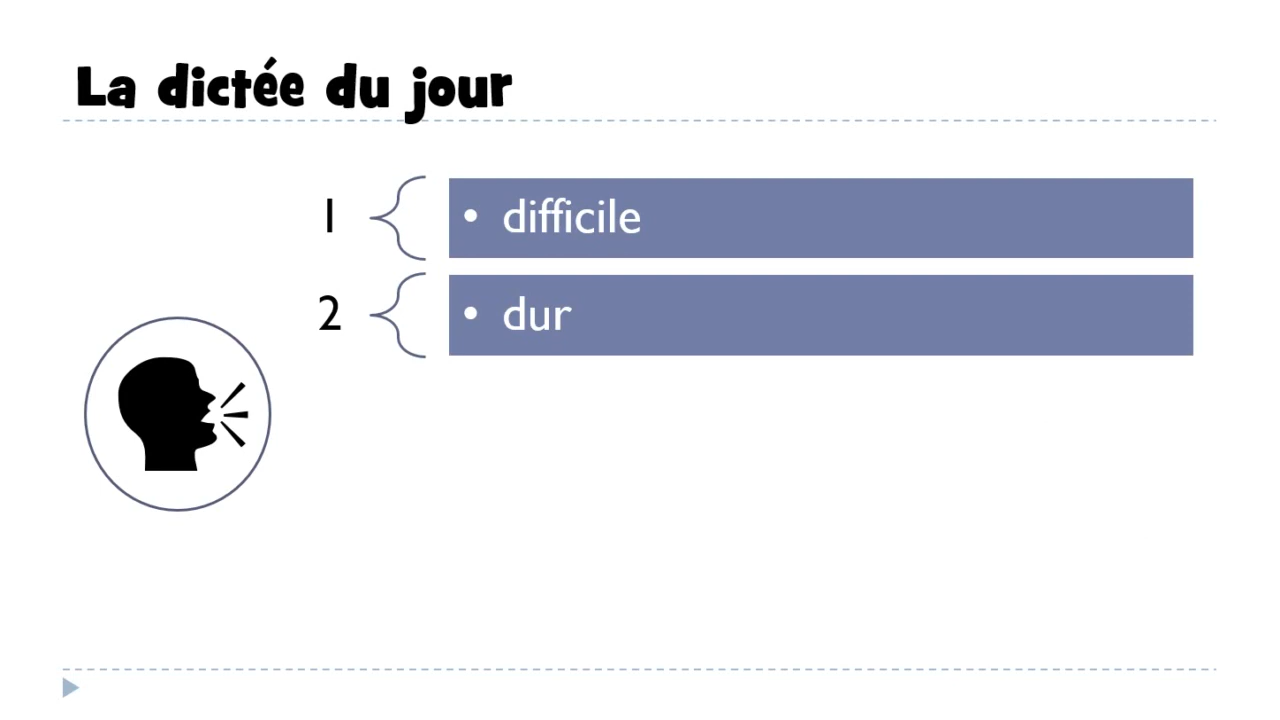 La dictée du jour
1 • difficile
2 • dur